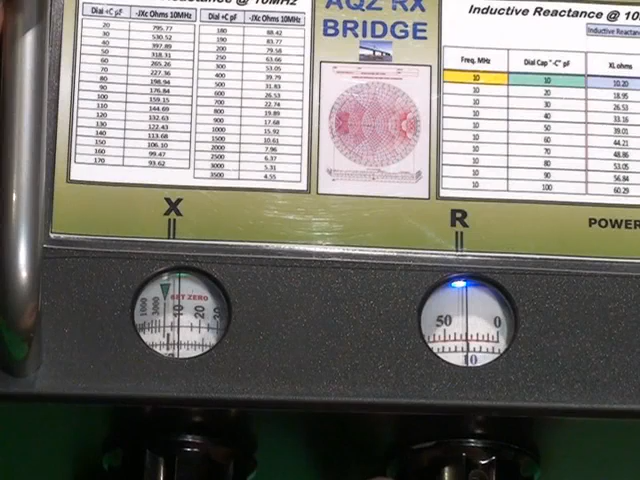 Reactance @ 10MHz
Dial +C pF -JXc Ohms 10MHz
20 795.77
30 530.52
40 397.89
50 318.31
60 265.26
70 227.36
80 198.94
90 176.84
100 159.15
110 144.69
120 132.63
130 122.43
140 113.68
150 106.10
160 99.47
170 93.62
Dial +C pF -JXc Ohms 10MHz
180 88.42
190 83.77
200 79.58
250 63.66
300 53.05
400 39.79
500 31.83
600 26.53
700 22.74
800 19.89
900 17.68
1000 15.92
1500 10.61
2000 7.96
2500 6.37
3000 5.31
3500 4.55
AQZ RX
BRIDGE
Inductive Reactance @ 10
Inductive Reactan
Freq. MHz Dial Cap "-C" pF XL ohms
10 10 10.20
10 20 18.95
10 30 26.53
10 40 33.16
10 50 39.01
10 60 44.21
10 70 48.86
10 80 53.05
10 90 56.84
10 100 60.29
X
R
POWER
1000 3000 SET ZERO
10 20 30
50 0
10